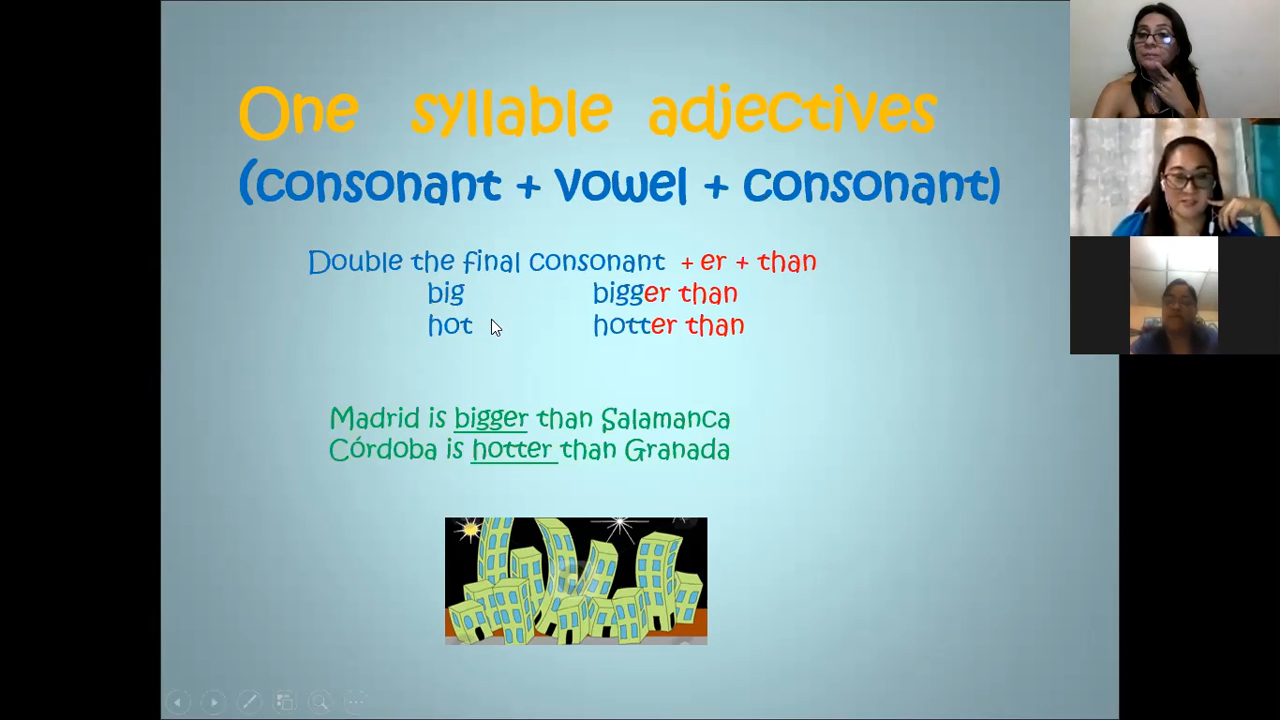 One syllable adjectives
(consonant + vowel + consonant)
Double the final consonant + er + than
big bigger than
hot hotter than
Madrid is bigger than Salamanca
Córdoba is hotter than Granada